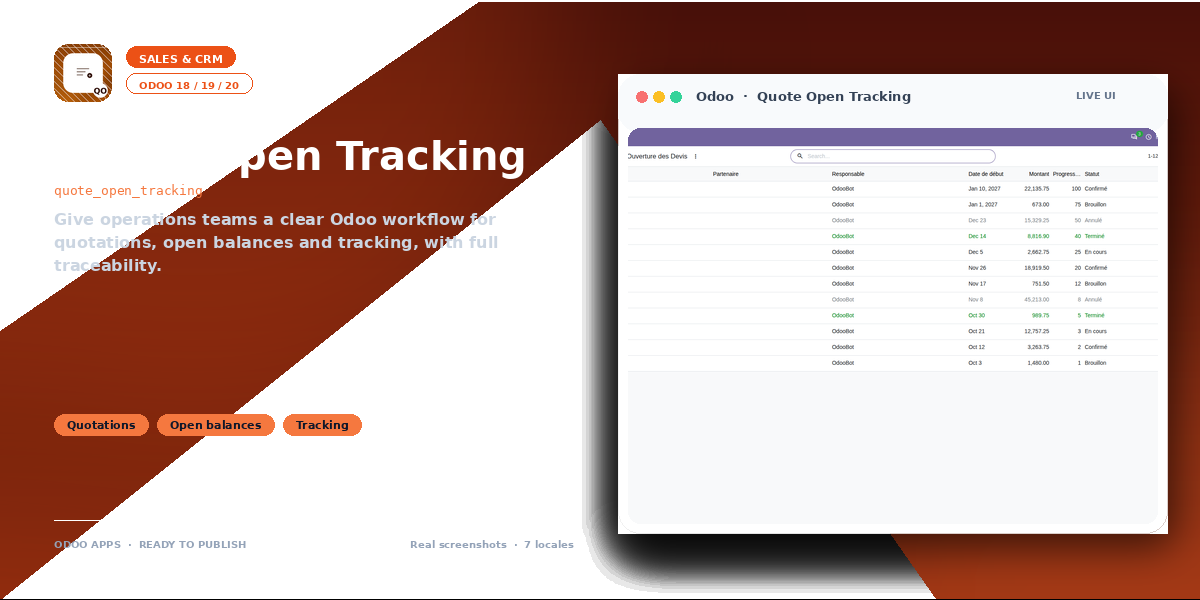 SALES & CRM
ODOO 18 / 19 / 20
QO
pen Tracking
quote_open_tracking
Give operations teams a clear Odoo workflow for
quotations, open balances and tracking, with full
traceability.
Quotations Open balances Tracking
ODOO APPS · READY TO PUBLISH
Real screenshots · 7 locales
Odoo · Quote Open Tracking
LIVE UI
Ouverture des Devis
Search...
1-12
Partenaire Responsable Date de début Montant Progress... Statut
OdooBot Jan 10, 2027 22,135.75 100 Confirmé
OdooBot Jan 1, 2027 673.00 75 Brouillon
OdooBot Dec 23 15,329.25 50 Annulé
OdooBot Dec 14 8,816.90 40 Terminé
OdooBot Dec 5 2,662.75 25 En cours
OdooBot Nov 26 18,919.50 20 Confirmé
OdooBot Nov 17 751.50 12 Brouillon
OdooBot Nov 8 45,213.00 8 Annulé
OdooBot Oct 30 989.75 5 Terminé
OdooBot Oct 21 12,757.25 3 En cours
OdooBot Oct 12 3,263.75 2 Confirmé
OdooBot Oct 3 1,480.00 1 Brouillon